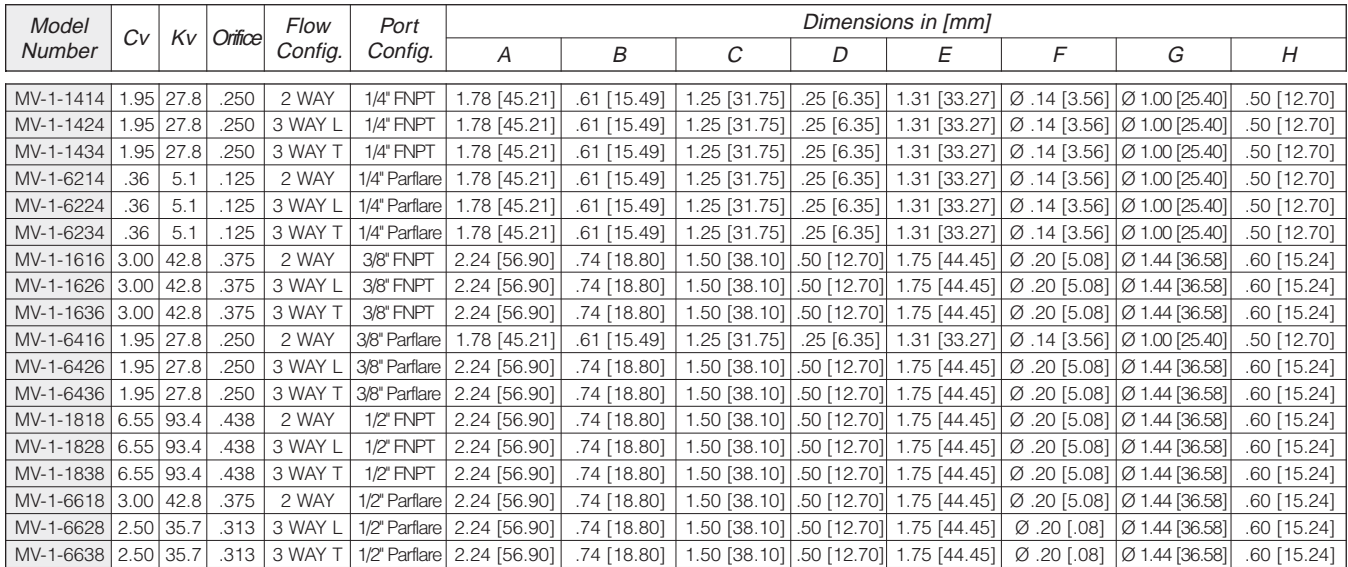 Model Number Cv Kv Orifice Flow Config. Port Config. Dimensions in [mm]
A B C D E F G H
MV-1-1414 1.95 27.8 .250 2 WAY 1/4" FNPT 1.78 [45.21] .61 [15.49] 1.25 [31.75] .25 [6.35] 1.31 [33.27] Ø .14 [3.56] Ø 1.00 [25.40] .50 [12.70]
MV-1-1424 1.95 27.8 .250 3 WAY L 1/4" FNPT 1.78 [45.21] .61 [15.49] 1.25 [31.75] .25 [6.35] 1.31 [33.27] Ø .14 [3.56] Ø 1.00 [25.40] .50 [12.70]
MV-1-1434 1.95 27.8 .250 3 WAY T 1/4" FNPT 1.78 [45.21] .61 [15.49] 1.25 [31.75] .25 [6.35] 1.31 [33.27] Ø .14 [3.56] Ø 1.00 [25.40] .50 [12.70]
MV-1-6214 .36 5.1 .125 2 WAY 1/4" Parflare 1.78 [45.21] .61 [15.49] 1.25 [31.75] .25 [6.35] 1.31 [33.27] Ø .14 [3.56] Ø 1.00 [25.40] .50 [12.70]
MV-1-6224 .36 5.1 .125 3 WAY L 1/4" Parflare 1.78 [45.21] .61 [15.49] 1.25 [31.75] .25 [6.35] 1.31 [33.27] Ø .14 [3.56] Ø 1.00 [25.40] .50 [12.70]
MV-1-6234 .36 5.1 .125 3 WAY T 1/4" Parflare 1.78 [45.21] .61 [15.49] 1.25 [31.75] .25 [6.35] 1.31 [33.27] Ø .14 [3.56] Ø 1.00 [25.40] .50 [12.70]
MV-1-1616 3.00 42.8 .375 2 WAY 3/8" FNPT 2.24 [56.90] .74 [18.80] 1.50 [38.10] .50 [12.70] 1.75 [44.45] Ø .20 [5.08] Ø 1.44 [36.58] .60 [15.24]
MV-1-1626 3.00 42.8 .375 3 WAY L 3/8" FNPT 2.24 [56.90] .74 [18.80] 1.50 [38.10] .50 [12.70] 1.75 [44.45] Ø .20 [5.08] Ø 1.44 [36.58] .60 [15.24]
MV-1-1636 3.00 42.8 .375 3 WAY T 3/8" FNPT 2.24 [56.90] .74 [18.80] 1.50 [38.10] .50 [12.70] 1.75 [44.45] Ø .20 [5.08] Ø 1.44 [36.58] .60 [15.24]
MV-1-6416 1.95 27.8 .250 2 WAY 3/8" Parflare 1.78 [45.21] .61 [15.49] 1.25 [31.75] .25 [6.35] 1.31 [33.27] Ø .14 [3.56] Ø 1.00 [25.40] .50 [12.70]
MV-1-6426 1.95 27.8 .250 3 WAY L 3/8" Parflare 2.24 [56.90] .74 [18.80] 1.50 [38.10] .50 [12.70] 1.75 [44.45] Ø .20 [5.08] Ø 1.44 [36.58] .60 [15.24]
MV-1-6436 1.95 27.8 .250 3 WAY T 3/8" Parflare 2.24 [56.90] .74 [18.80] 1.50 [38.10] .50 [12.70] 1.75 [44.45] Ø .20 [5.08] Ø 1.44 [36.58] .60 [15.24]
MV-1-1818 6.55 93.4 .438 2 WAY 1/2" FNPT 2.24 [56.90] .74 [18.80] 1.50 [38.10] .50 [12.70] 1.75 [44.45] Ø .20 [5.08] Ø 1.44 [36.58] .60 [15.24]
MV-1-1828 6.55 93.4 .438 3 WAY L 1/2" FNPT 2.24 [56.90] .74 [18.80] 1.50 [38.10] .50 [12.70] 1.75 [44.45] Ø .20 [5.08] Ø 1.44 [36.58] .60 [15.24]
MV-1-1838 6.55 93.4 .438 3 WAY T 1/2" FNPT 2.24 [56.90] .74 [18.80] 1.50 [38.10] .50 [12.70] 1.75 [44.45] Ø .20 [5.08] Ø 1.44 [36.58] .60 [15.24]
MV-1-6618 3.00 42.8 .375 2 WAY 1/2" Parflare 2.24 [56.90] .74 [18.80] 1.50 [38.10] .50 [12.70] 1.75 [44.45] Ø .20 [5.08] Ø 1.44 [36.58] .60 [15.24]
MV-1-6628 2.50 35.7 .313 3 WAY L 1/2" Parflare 2.24 [56.90] .74 [18.80] 1.50 [38.10] .50 [12.70] 1.75 [44.45] Ø .20 [.08] Ø 1.44 [36.58] .60 [15.24]
MV-1-6638 2.50 35.7 .313 3 WAY T 1/2" Parflare 2.24 [56.90] .74 [18.80] 1.50 [38.10] .50 [12.70] 1.75 [44.45] Ø .20 [.08] Ø 1.44 [36.58] .60 [15.24]